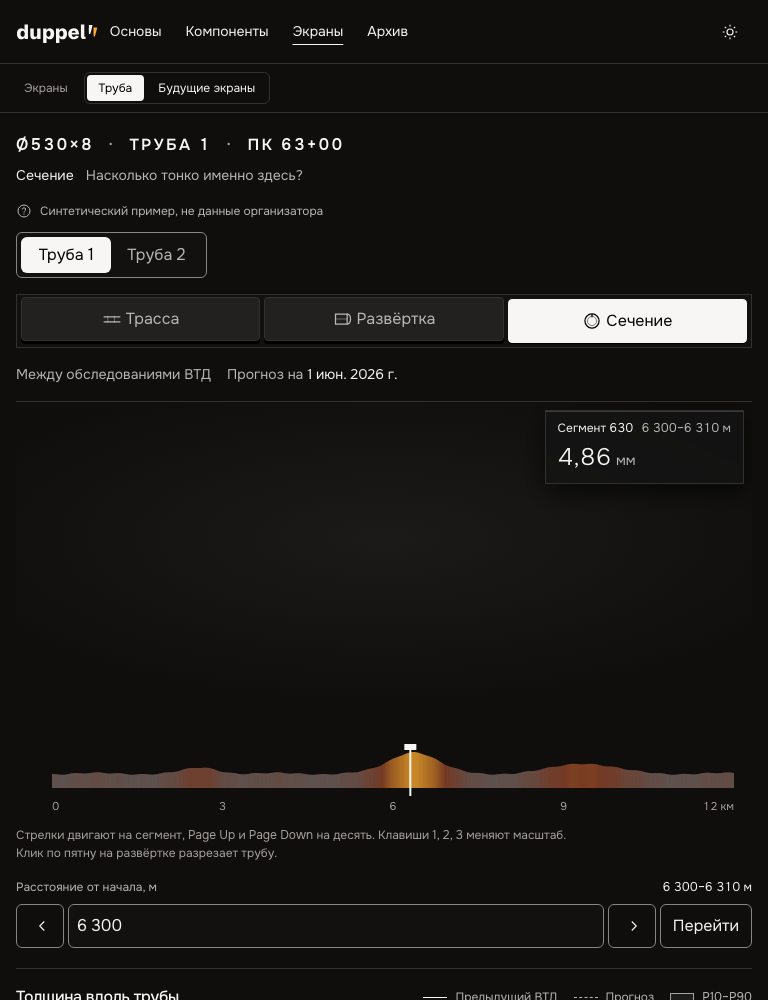 duppel Основы Компоненты Экраны Архив
Экраны Труба Будущие экраны
Ø530×8 · ТРУБА 1 · ПК 63+00
Сечение Насколько тонко именно здесь?
Синтетический пример, не данные организатора
Труба 1 Труба 2
Трасса Развёртка Сечение
Между обследованиями ВТД Прогноз на 1 июн. 2026 г.
Сегмент 630 6 300–6 310 м
4,86 мм
0 3 6 9 12 км
Стрелки двигают на сегмент, Page Up и Page Down на десять. Клавиши 1, 2, 3 меняют масштаб.
Клик по пятну на развёртке разрезает трубу.
Расстояние от начала, м 6 300–6 310 м
6 300 Перейти
Толщина вдоль трубы Предыдущий ВТД Прогноз P10–P90